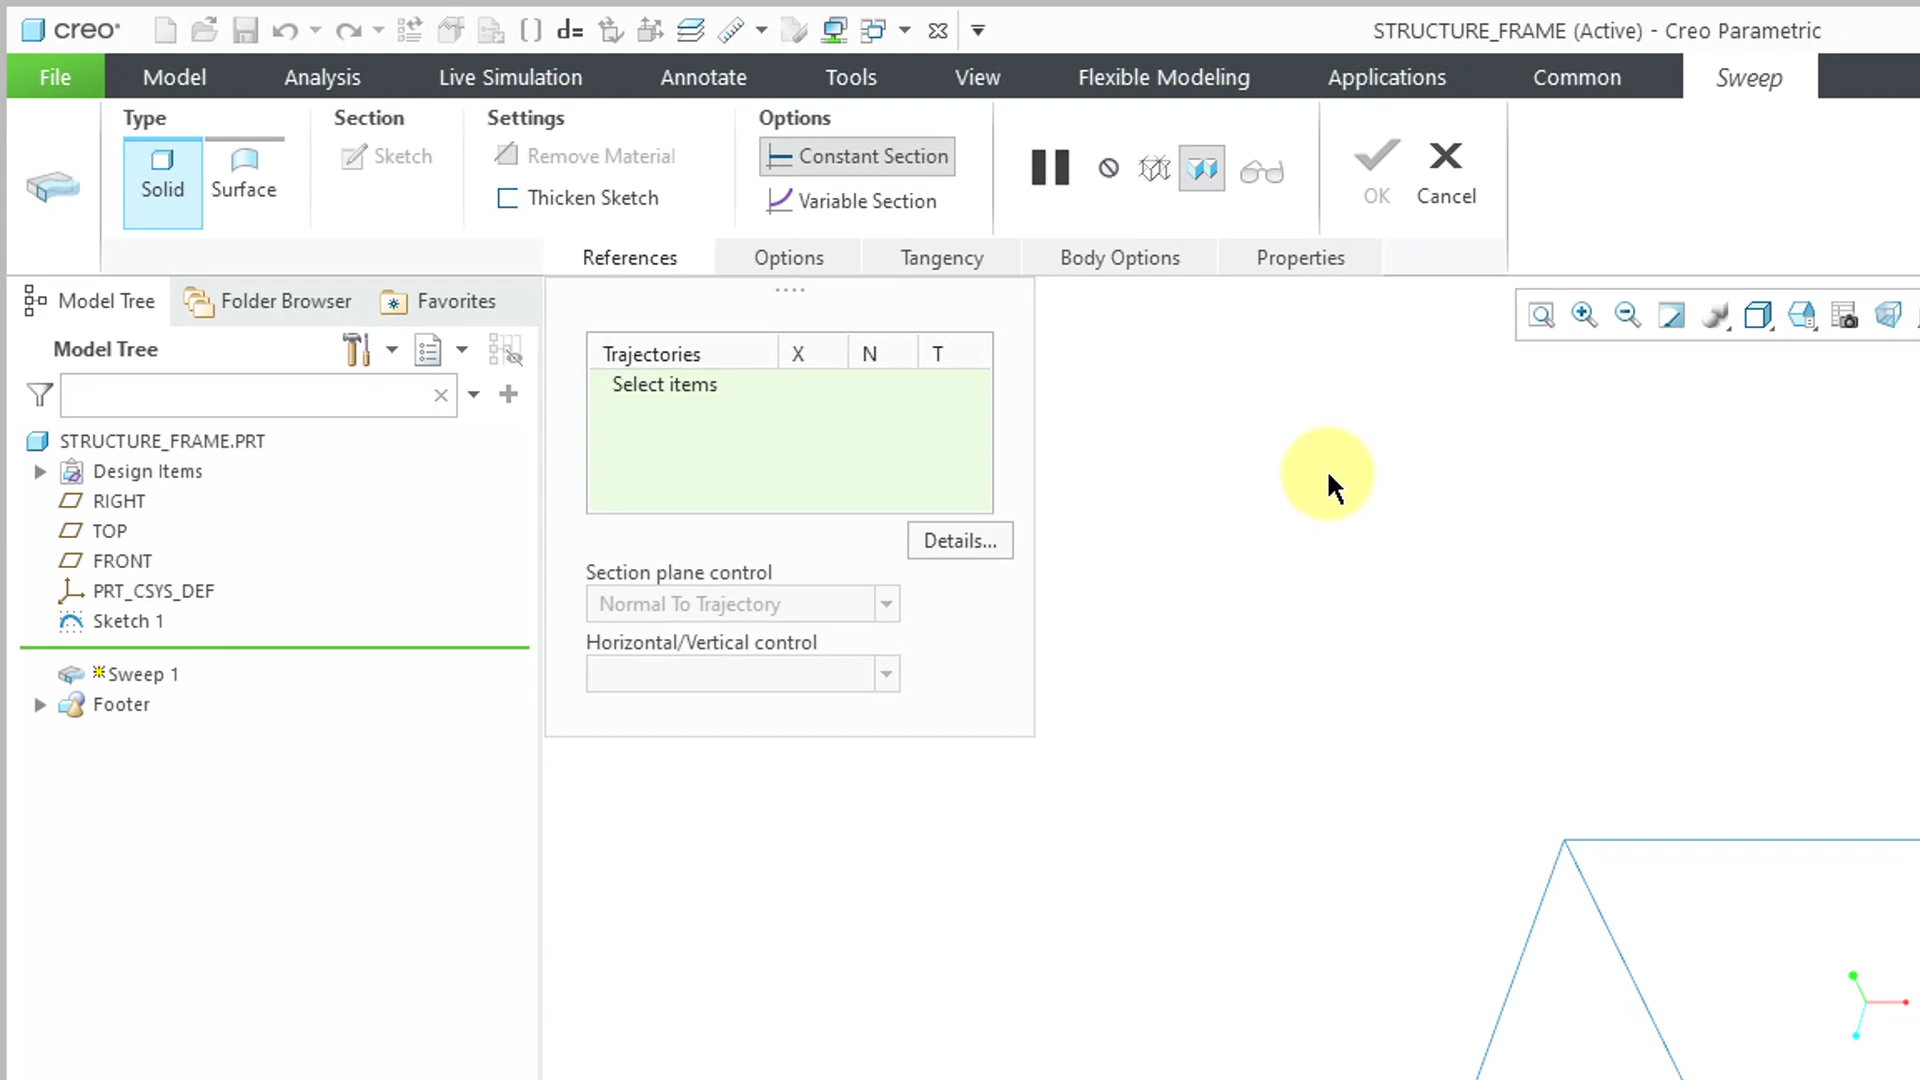 creo
d=
STRUCTURE_FRAME (Active) - Creo Parametric
File Model Analysis Live Simulation Annotate Tools View Flexible Modeling Applications Common Sweep
Type Section Settings Options
Solid Surface Sketch Remove Material Constant Section
Thicken Sketch Variable Section
OK Cancel
References Options Tangency Body Options Properties
Model Tree Folder Browser Favorites
Model Tree
STRUCTURE_FRAME.PRT
Design Items
RIGHT
TOP
FRONT
PRT_CSYS_DEF
Sketch 1
Sweep 1
Footer
Trajectories X N T
Select items
Details...
Section plane control
Normal To Trajectory
Horizontal/Vertical control